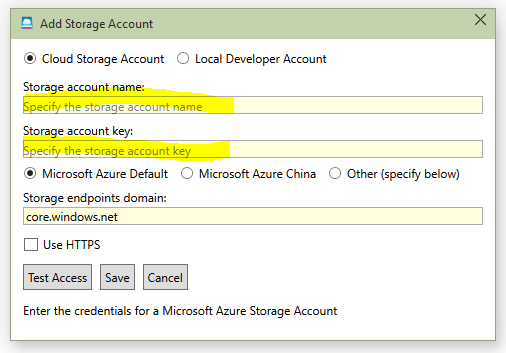 Add Storage Account
Cloud Storage Account Local Developer Account
Storage account name:
Specify the storage account name
Storage account key:
Specify the storage account key
Microsoft Azure Default Microsoft Azure China Other (specify below)
Storage endpoints domain:
core.windows.net
Use HTTPS
Test Access Save Cancel
Enter the credentials for a Microsoft Azure Storage Account